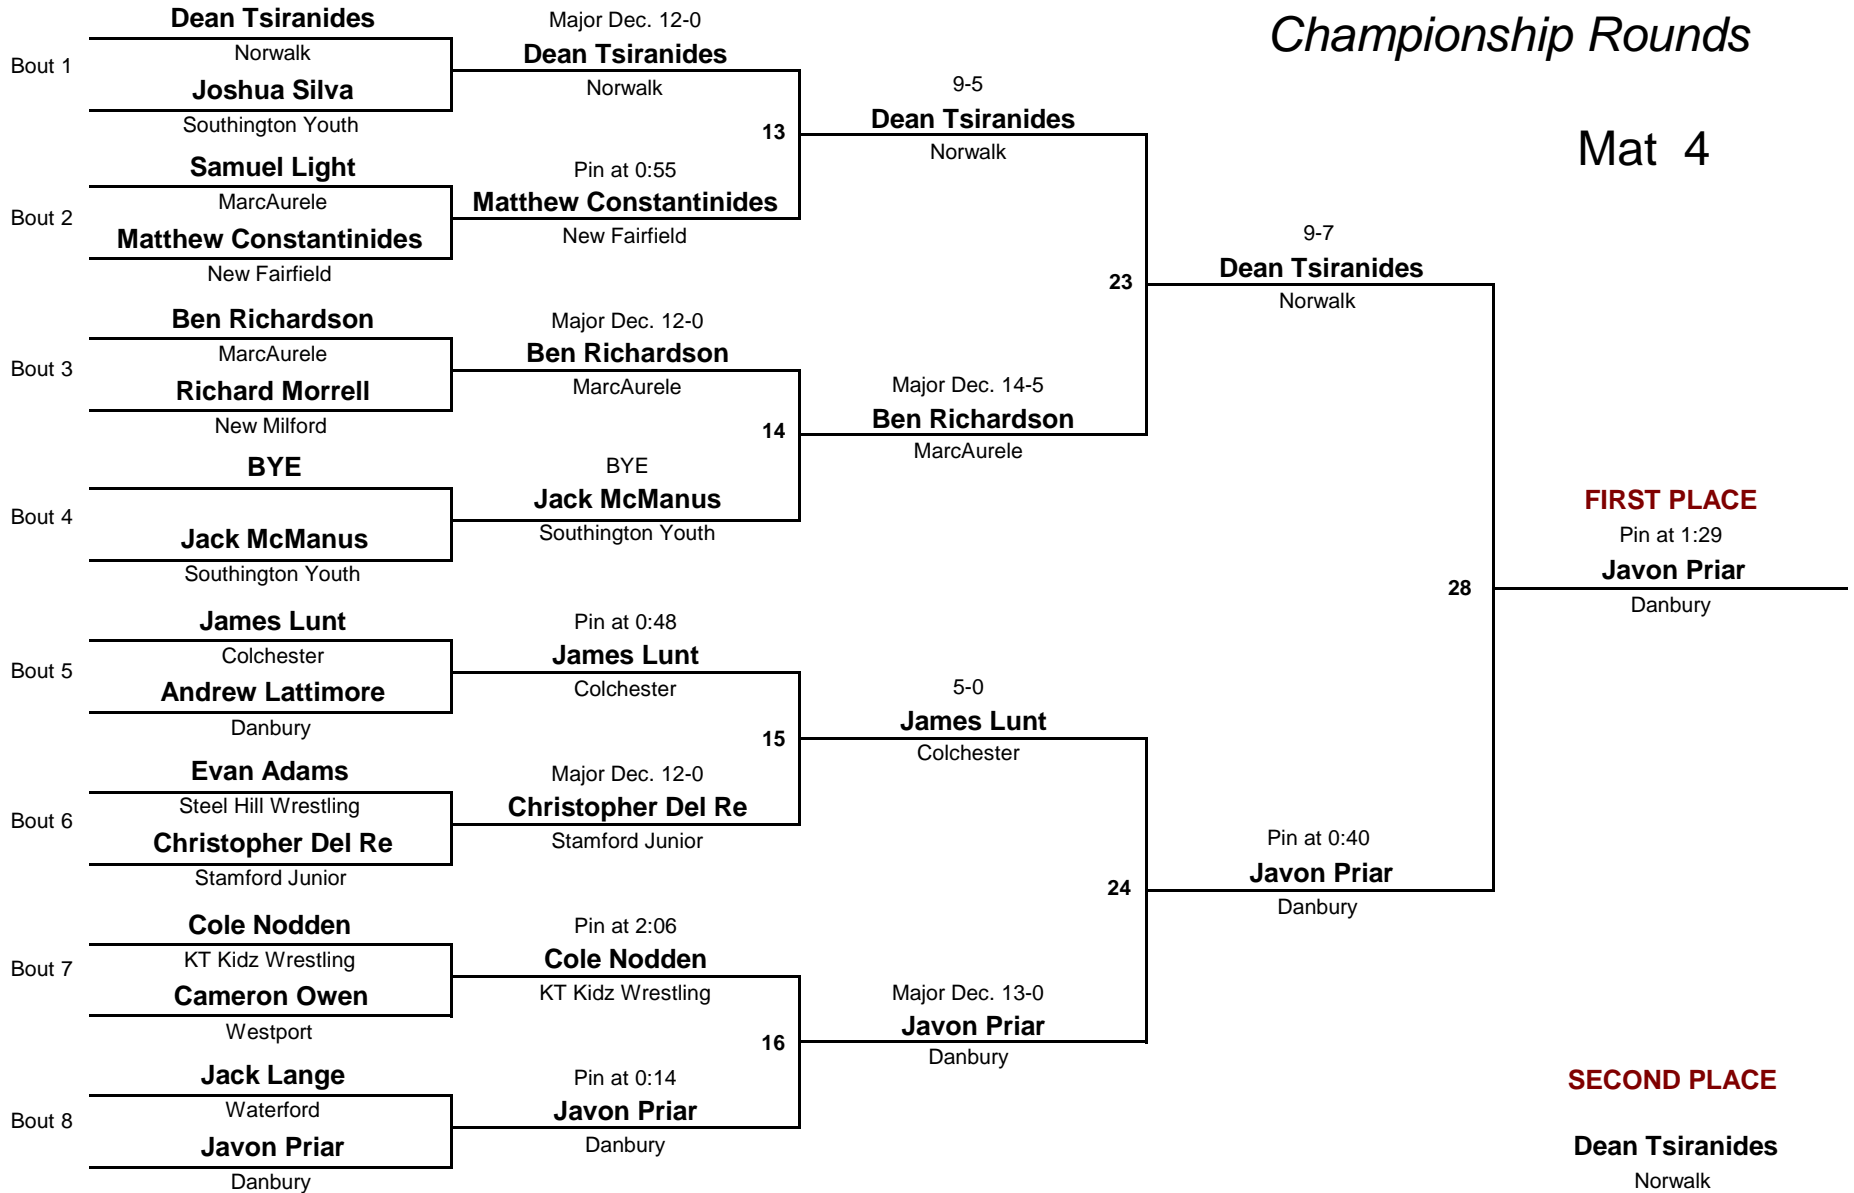 Championship Rounds
Mat 4
Bout 1
Dean Tsiranides
Norwalk
Joshua Silva
Southington Youth
Bout 2
Samuel Light
MarcAurele
Matthew Constantinides
New Fairfield
Bout 3
Ben Richardson
MarcAurele
Richard Morrell
New Milford
Bout 4
BYE
Jack McManus
Southington Youth
Bout 5
James Lunt
Colchester
Andrew Lattimore
Danbury
Bout 6
Evan Adams
Steel Hill Wrestling
Christopher Del Re
Stamford Junior
Bout 7
Cole Nodden
KT Kidz Wrestling
Cameron Owen
Westport
Bout 8
Jack Lange
Waterford
Javon Priar
Danbury
Major Dec. 12-0
Dean Tsiranides
Norwalk
13
Pin at 0:55
Matthew Constantinides
New Fairfield
Major Dec. 12-0
Ben Richardson
MarcAurele
14
BYE
Jack McManus
Southington Youth
Pin at 0:48
James Lunt
Colchester
15
Major Dec. 12-0
Christopher Del Re
Stamford Junior
Pin at 2:06
Cole Nodden
KT Kidz Wrestling
16
Pin at 0:14
Javon Priar
Danbury
9-5
Dean Tsiranides
Norwalk
23
Major Dec. 14-5
Ben Richardson
MarcAurele
5-0
James Lunt
Colchester
24
Major Dec. 13-0
Javon Priar
Danbury
9-7
Dean Tsiranides
Norwalk
28
Pin at 0:40
Javon Priar
Danbury
FIRST PLACE
Pin at 1:29
Javon Priar
Danbury
SECOND PLACE
Dean Tsiranides
Norwalk